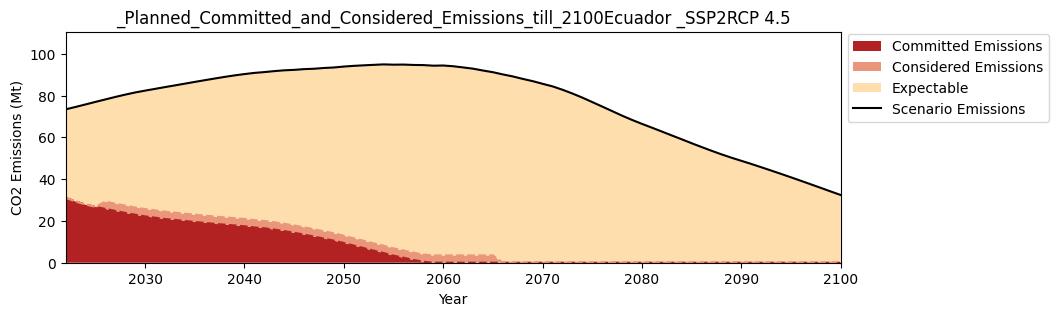 _Planned_Committed_and_Considered_Emissions_till_2100Ecuador _SSP2RCP 4.5
CO2 Emissions (Mt)
100
80
60
40
20
0
2030 2040 2050 2060 2070 2080 2090 2100
Year
Committed Emissions
Considered Emissions
Expectable
Scenario Emissions